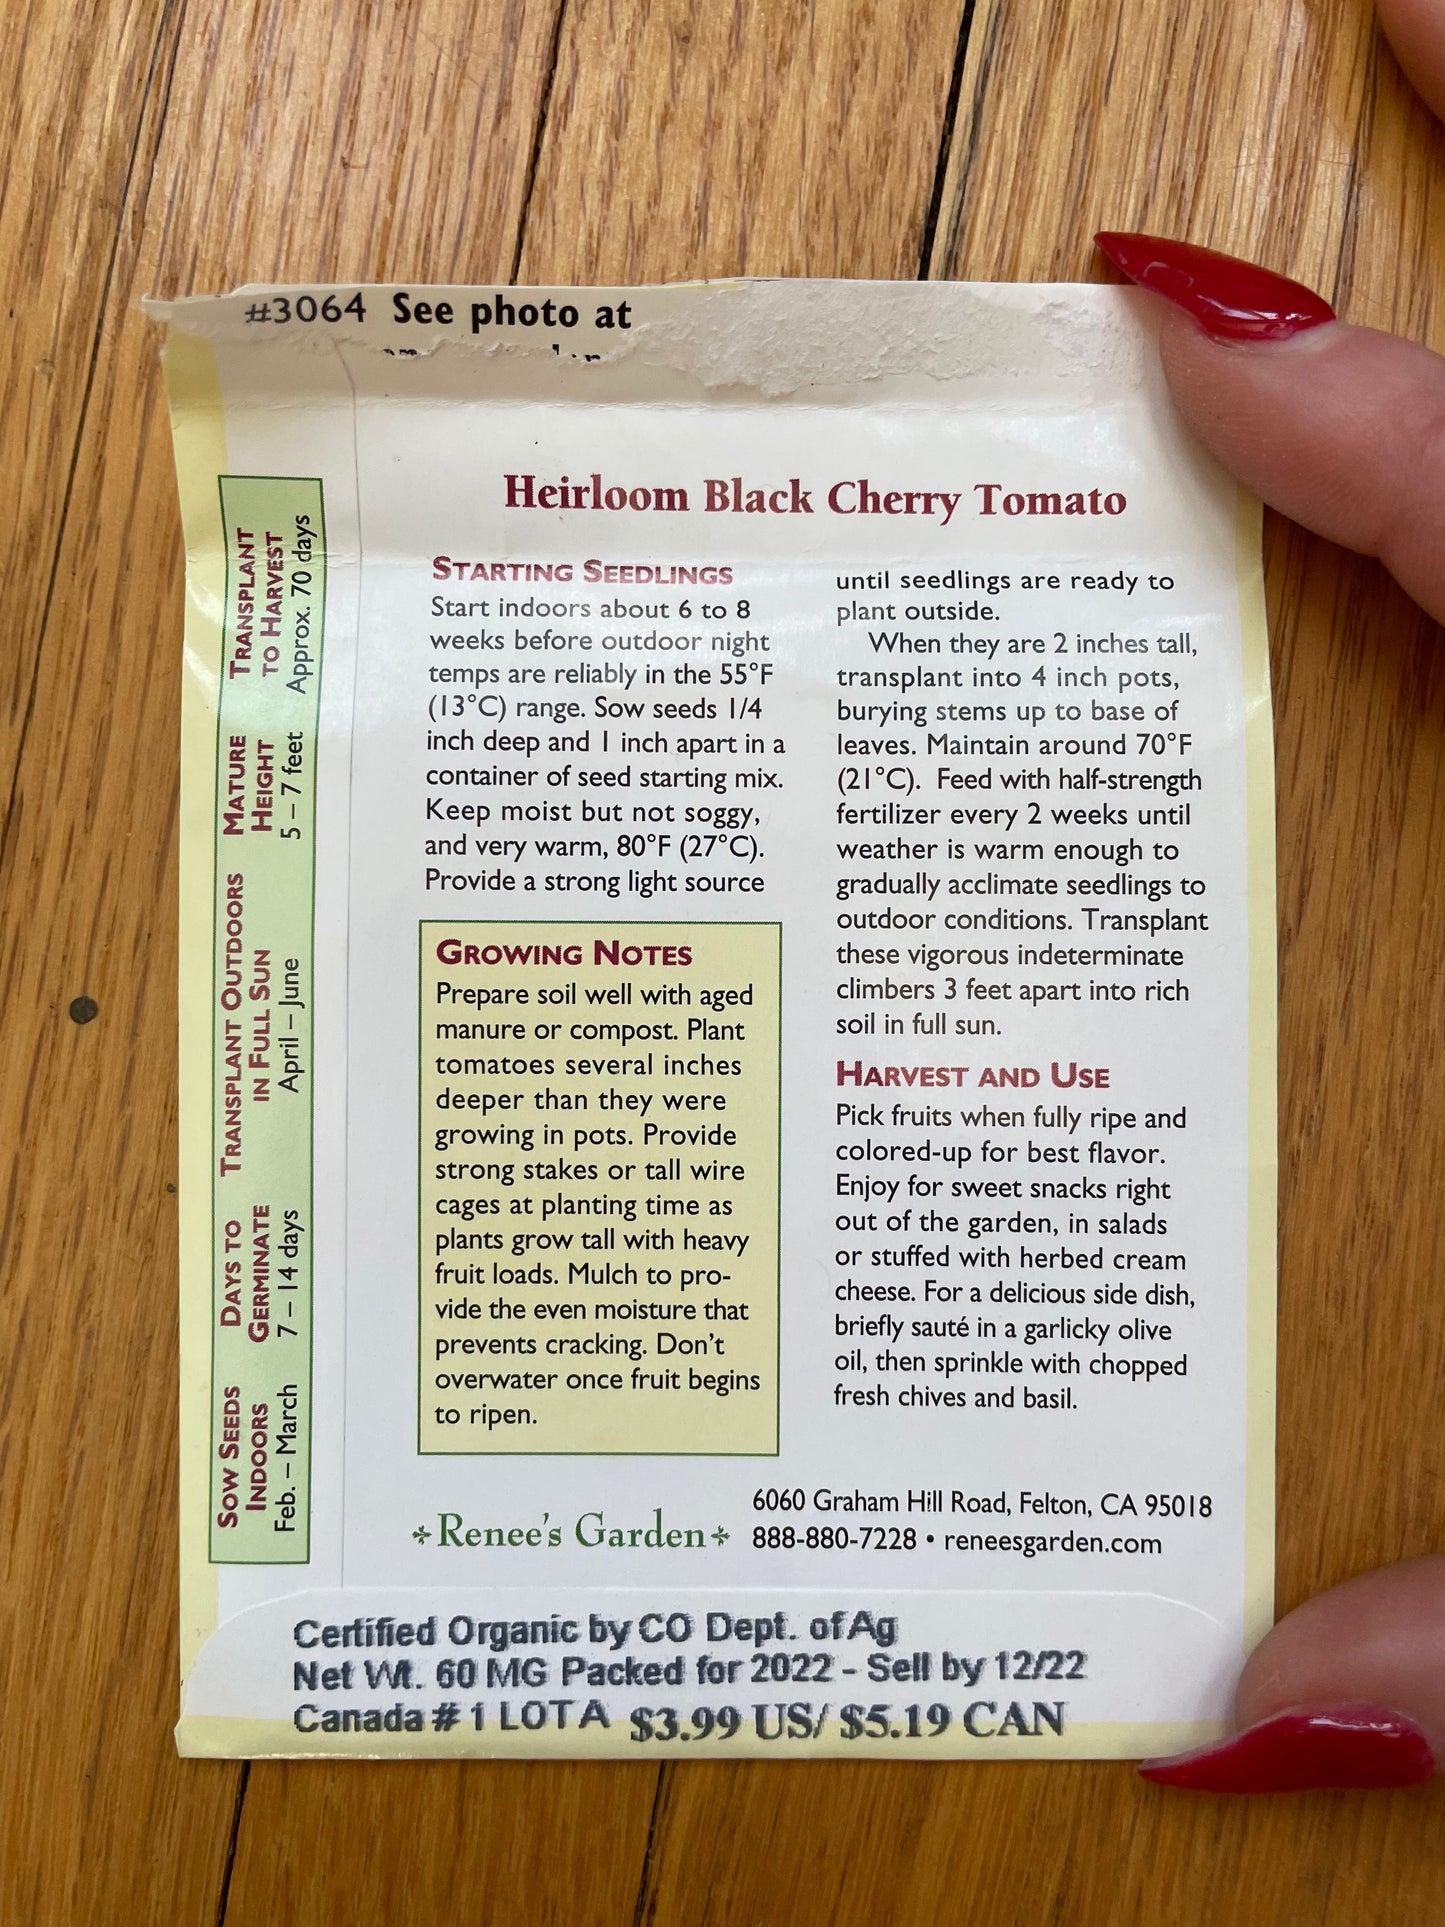 #3064 See photo at
Heirloom Black Cherry Tomato
STARTING SEEDLINGS
Start indoors about 6 to 8
weeks before outdoor night
temps are reliably in the 55°F
(13°C) range. Sow seeds 1/4
inch deep and 1 inch apart in a
container of seed starting mix.
Keep moist but not soggy,
and very warm, 80°F (27°C).
Provide a strong light source
until seedlings are ready to
plant outside.
When they are 2 inches tall,
transplant into 4 inch pots,
burying stems up to base of
leaves. Maintain around 70°F
(21°C). Feed with half-strength
fertilizer every 2 weeks until
weather is warm enough to
gradually acclimate seedlings to
outdoor conditions. Transplant
these vigorous indeterminate
climbers 3 feet apart into rich
soil in full sun.
GROWING NOTES
Prepare soil well with aged
manure or compost. Plant
tomatoes several inches
deeper than they were
growing in pots. Provide
strong stakes or tall wire
cages at planting time as
plants grow tall with heavy
fruit loads. Mulch to pro-
vide the even moisture that
prevents cracking. Don't
overwater once fruit begins
to ripen.
HARVEST AND USE
Pick fruits when fully ripe and
colored-up for best flavor.
Enjoy for sweet snacks right
out of the garden, in salads
or stuffed with herbed cream
cheese. For a delicious side dish,
briefly sauté in a garlicky olive
oil, then sprinkle with chopped
fresh chives and basil.
SOW SEEDS
INDOORS
Feb. – March
DAYS TO
GERMINATE
7 – 14 days
TRANSPLANT OUTDOORS
IN FULL SUN
April – June
MATURE
HEIGHT
5 – 7 feet
TRANSPLANT
TO HARVEST
Approx. 70 days
Renee's Garden
6060 Graham Hill Road, Felton, CA 95018
888-880-7228 • reneesgarden.com
Certified Organic by CO Dept. of Ag
Net Wt. 60 MG Packed for 2022 - Sell by 12/22
Canada # 1 LOT A $3.99 US/ $5.19 CAN